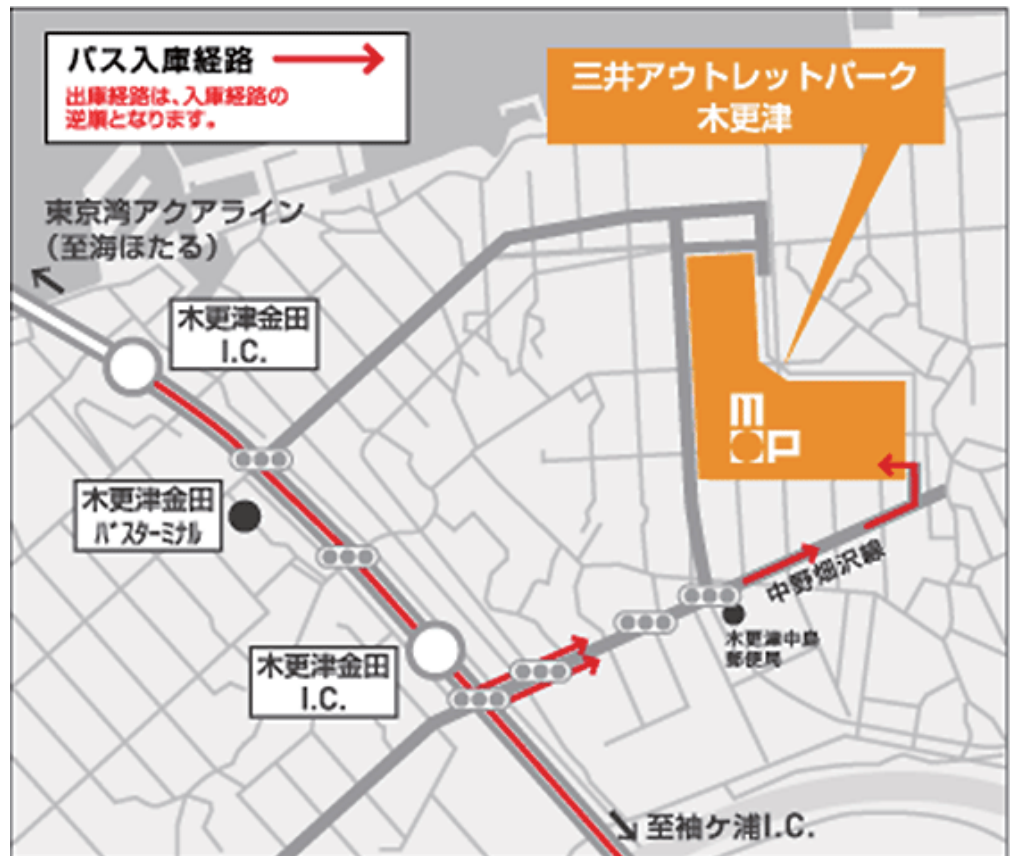 バス入庫経路
出庫経路は、入庫経路の
逆順となります。
三井アウトレットパーク
木更津
東京湾アクアライン
（至海ほたる）
木更津金田
I.C.
木更津金田
ﾊﾞｽﾀｰﾐﾅﾙ
中野畑沢線
木更津中島
郵便局
木更津金田
I.C.
至袖ケ浦I.C.